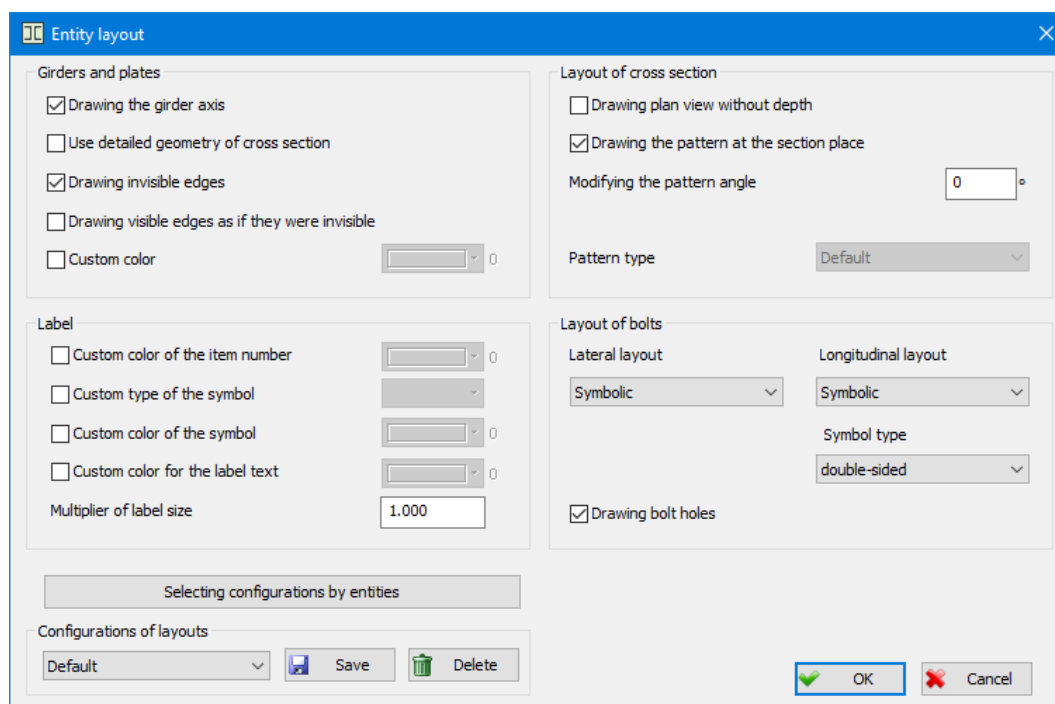 Entity layout
Girders and plates
Drawing the girder axis
Use detailed geometry of cross section
Drawing invisible edges
Drawing visible edges as if they were invisible
Custom color 0
Layout of cross section
Drawing plan view without depth
Drawing the pattern at the section place
Modifying the pattern angle 0 °
Pattern type Default
Label
Custom color of the item number 0
Custom type of the symbol
Custom color of the symbol 0
Custom color for the label text 0
Multiplier of label size 1.000
Layout of bolts
Lateral layout Longitudinal layout
Symbolic Symbolic
Symbol type
double-sided
Drawing bolt holes
Selecting configurations by entities
Configurations of layouts
Default Save Delete
OK Cancel